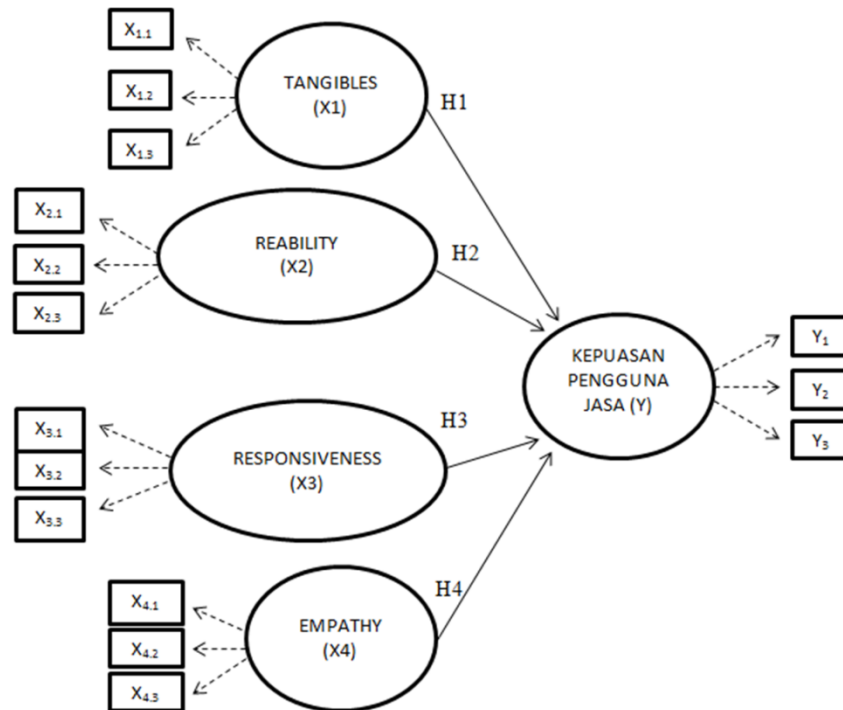 X1.1
X1.2
X1.3
TANGIBLES
(X1)
H1
X2.1
X2.2
X2.3
REABILITY
(X2)
H2
X3.1
X3.2
X3.3
RESPONSIVENESS
(X3)
H3
X4.1
X4.2
X4.3
EMPATHY
(X4)
H4
KEPUASAN
PENGGUNA
JASA (Y)
Y1
Y2
Y3